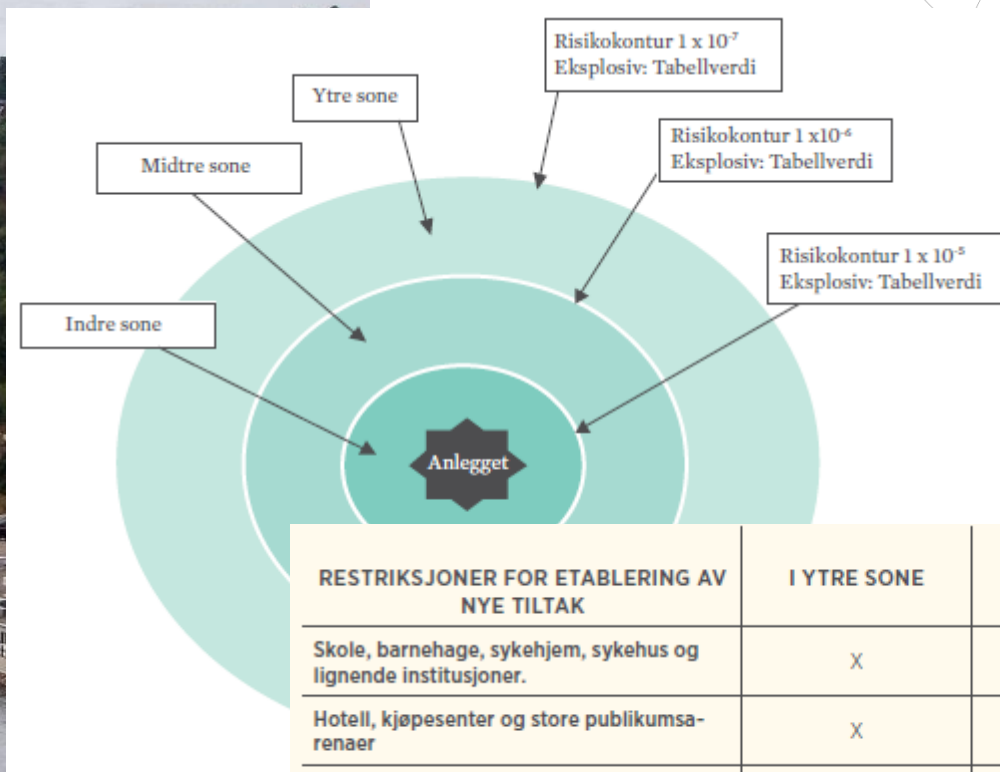 Risikokontur 1 x 10⁻⁷
Eksplosiv: Tabellverdi
Ytre sone
Risikokontur 1 x10⁻⁶
Eksplosiv: Tabellverdi
Midtre sone
Risikokontur 1 x 10⁻⁵
Eksplosiv: Tabellverdi
Indre sone
Anlegget
RESTRIKSJONER FOR ETABLERING AV
NYE TILTAK
I YTRE SONE
Skole, barnehage, sykehjem, sykehus og
lignende institusjoner.
X
Hotell, kjøpesenter og store publikumsa-
renaer
X